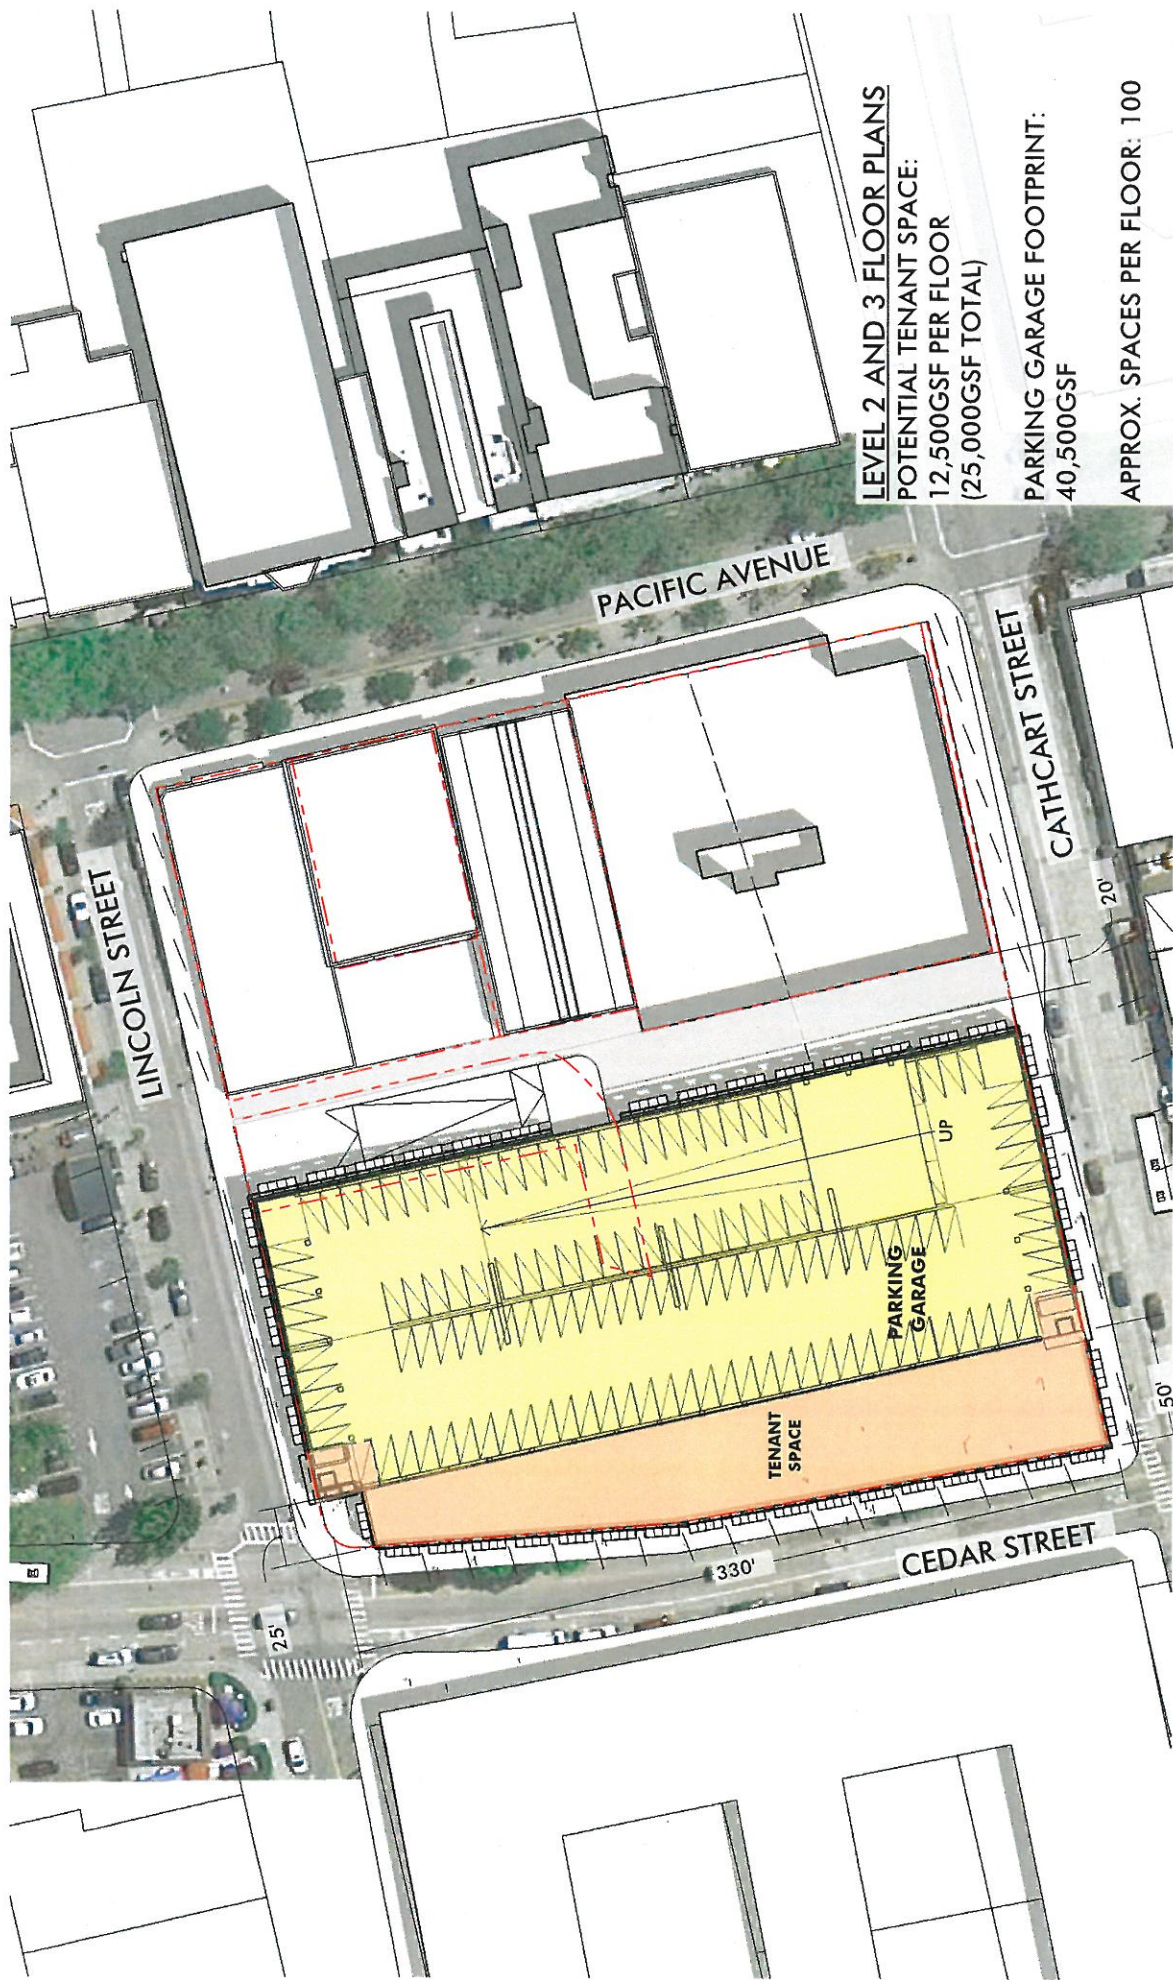 LEVEL 2 AND 3 FLOOR PLANS
POTENTIAL TENANT SPACE:
12,500GSF PER FLOOR
(25,000GSF TOTAL)
PARKING GARAGE FOOTPRINT:
40,500GSF
APPROX. SPACES PER FLOOR: 100
LINCOLN STREET
PACIFIC AVENUE
CATHCART STREET
CEDAR STREET
PARKING
GARAGE
UP
TENANT
SPACE
25'
330'
50'
20'